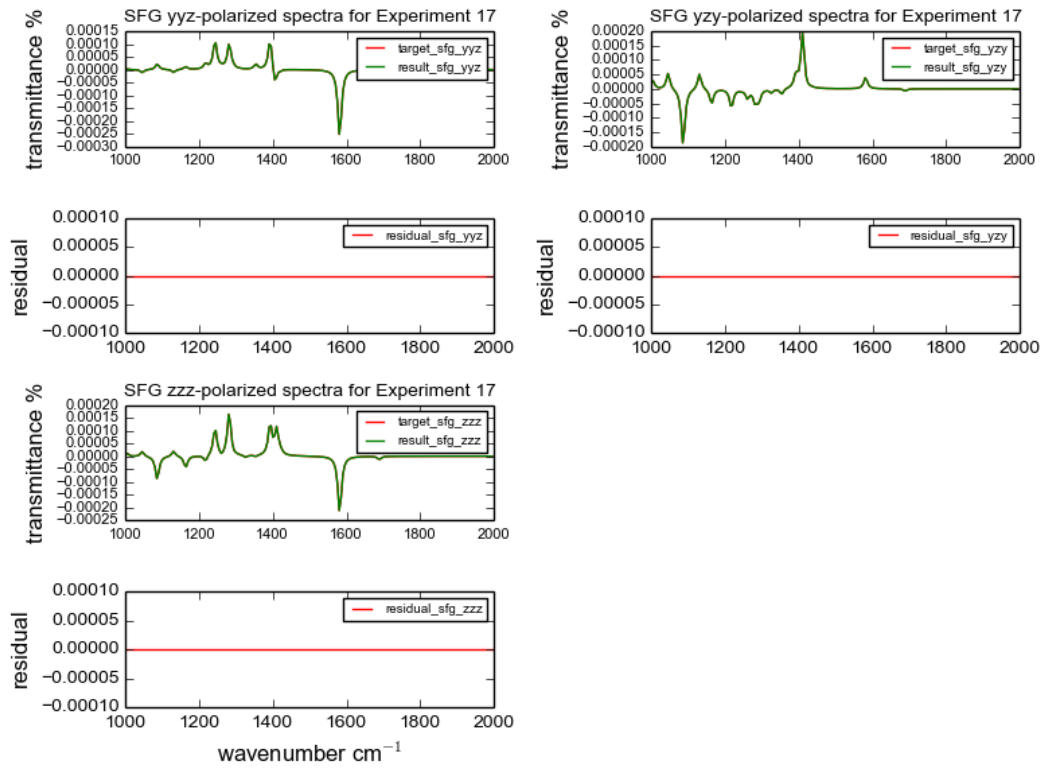 SFG yyz-polarized spectra for Experiment 17
transmittance %
0.00015
0.00010
0.00005
0.00000
−0.00005
−0.00010
−0.00015
−0.00020
−0.00025
−0.00030
target_sfg_yyz
result_sfg_yyz
1000 1200 1400 1600 1800 2000
SFG yzy-polarized spectra for Experiment 17
transmittance %
0.00020
0.00015
0.00010
0.00005
0.00000
−0.00005
−0.00010
−0.00015
−0.00020
target_sfg_yzy
result_sfg_yzy
1000 1200 1400 1600 1800 2000
residual
0.00010
0.00005
0.00000
−0.00005
−0.00010
residual_sfg_yyz
1000 1200 1400 1600 1800 2000
residual
0.00010
0.00005
0.00000
−0.00005
−0.00010
residual_sfg_yzy
1000 1200 1400 1600 1800 2000
SFG zzz-polarized spectra for Experiment 17
transmittance %
0.00020
0.00015
0.00010
0.00005
0.00000
−0.00005
−0.00010
−0.00015
−0.00020
−0.00025
target_sfg_zzz
result_sfg_zzz
1000 1200 1400 1600 1800 2000
residual
0.00010
0.00005
0.00000
−0.00005
−0.00010
residual_sfg_zzz
1000 1200 1400 1600 1800 2000
wavenumber cm⁻¹